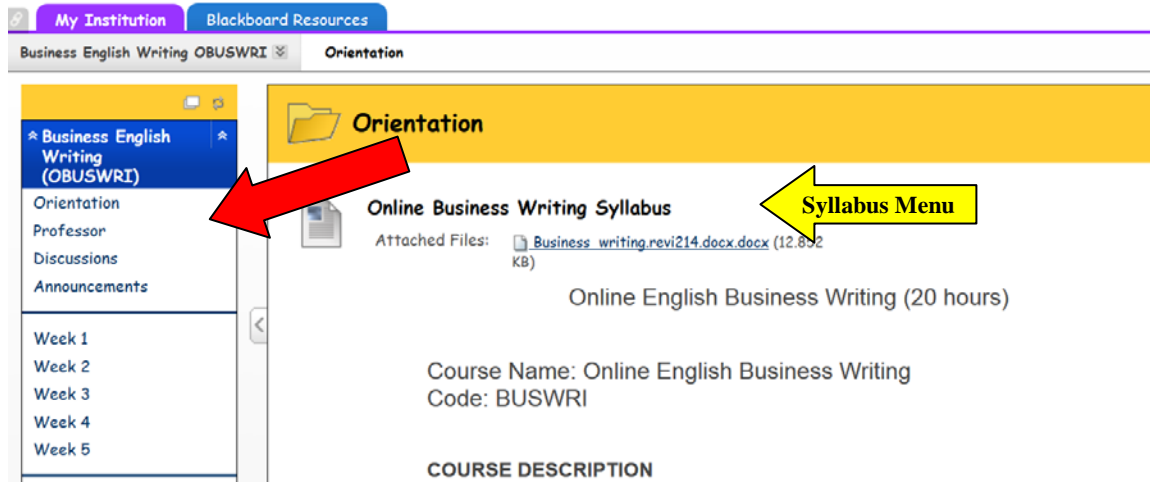 My Institution
Blackboard Resources
Business English Writing OBUSWRI
Orientation
Business English
Writing
(OBUSWRI)
Orientation
Professor
Discussions
Announcements
Week 1
Week 2
Week 3
Week 4
Week 5
Orientation
Online Business Writing Syllabus
Syllabus Menu
Attached Files: Business_writing.revi214.docx.docx (12.892
KB)
Online English Business Writing (20 hours)
Course Name: Online English Business Writing
Code: BUSWRI
COURSE DESCRIPTION